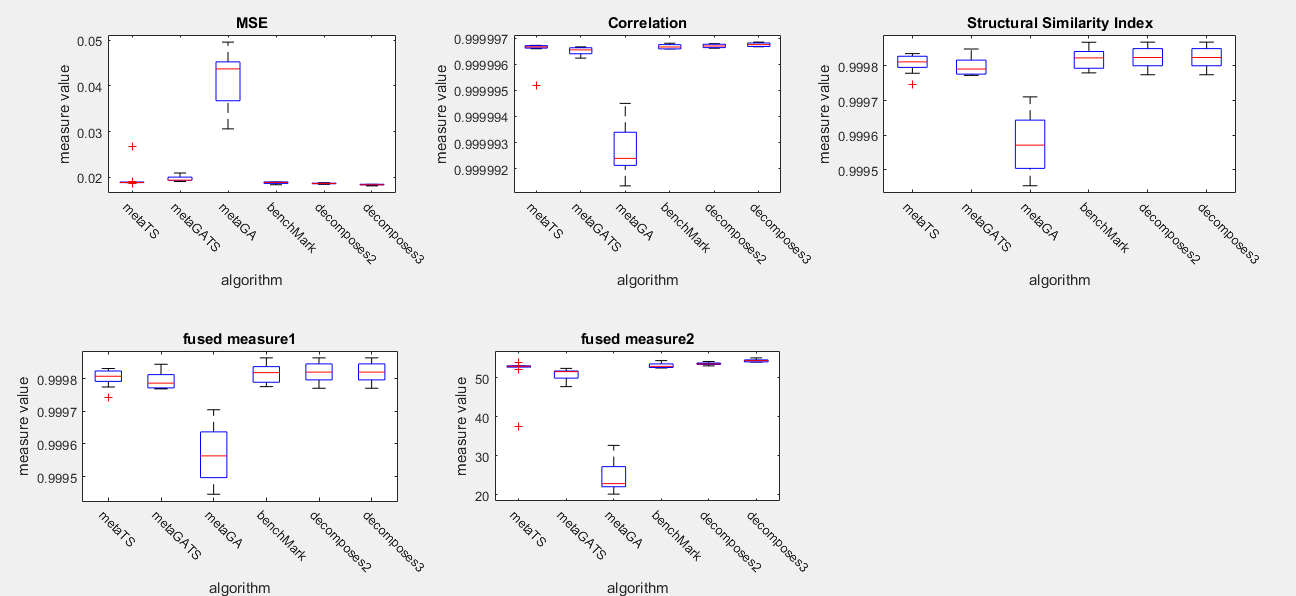 MSE
measure value
0.05
0.04
0.03
0.02
metaTS
metaGATS
metaGA
benchMark
decomposes2
decomposes3
algorithm
Correlation
measure value
0.999997
0.999996
0.999995
0.999994
0.999993
0.999992
metaTS
metaGATS
metaGA
benchMark
decomposes2
decomposes3
algorithm
Structural Similarity Index
measure value
0.9998
0.9997
0.9996
0.9995
metaTS
metaGATS
metaGA
benchMark
decomposes2
decomposes3
algorithm
fused measure1
measure value
0.9998
0.9997
0.9996
0.9995
metaTS
metaGATS
metaGA
benchMark
decomposes2
decomposes3
algorithm
fused measure2
measure value
50
40
30
20
metaTS
metaGATS
metaGA
benchMark
decomposes2
decomposes3
algorithm